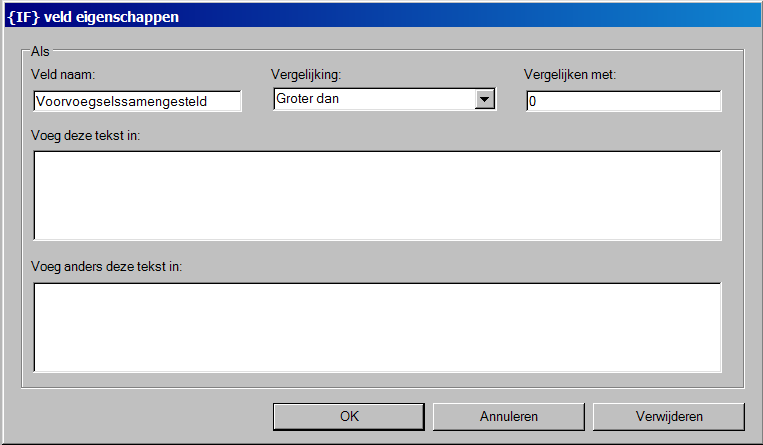 {IF} veld eigenschappen
Als
Veld naam: Vergelijking: Vergelijken met:
Voorvoegselssamengesteld Groter dan 0
Voeg deze tekst in:
Voeg anders deze tekst in:
OK Annuleren Verwijderen